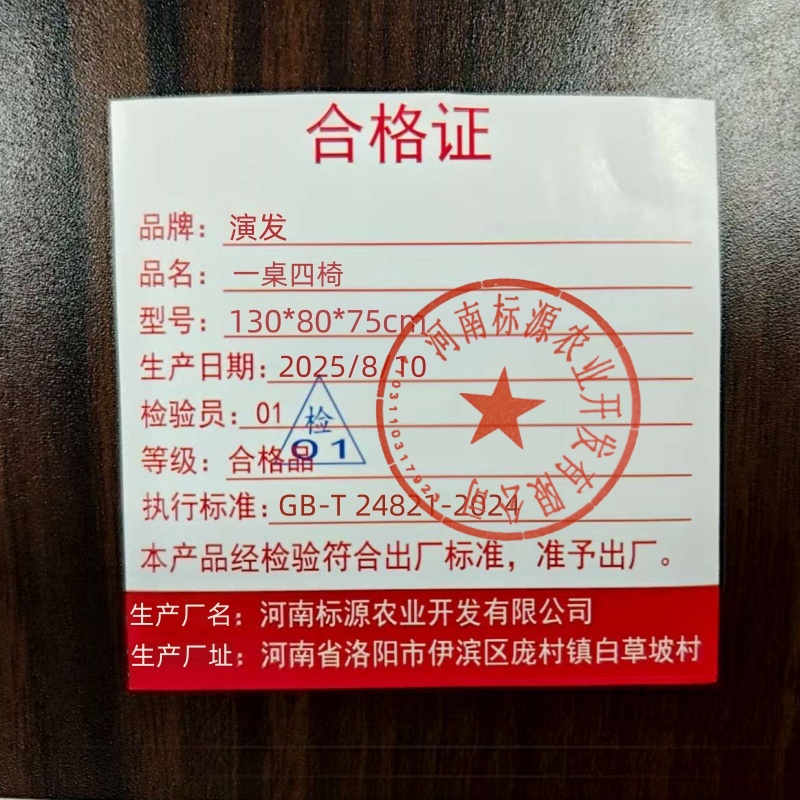 合格证
品牌：演发
品名：一桌四椅
型号：130*80*75cm
生产日期：2025/8/10
检验员：01
检
01
等级：合格品
执行标准：GB-T 24821-2024
本产品经检验符合出厂标准，准予出厂。
河南标源农业开发有限公司
生产厂名：河南标源农业开发有限公司
生产厂址：河南省洛阳市伊滨区庞村镇白草坡村